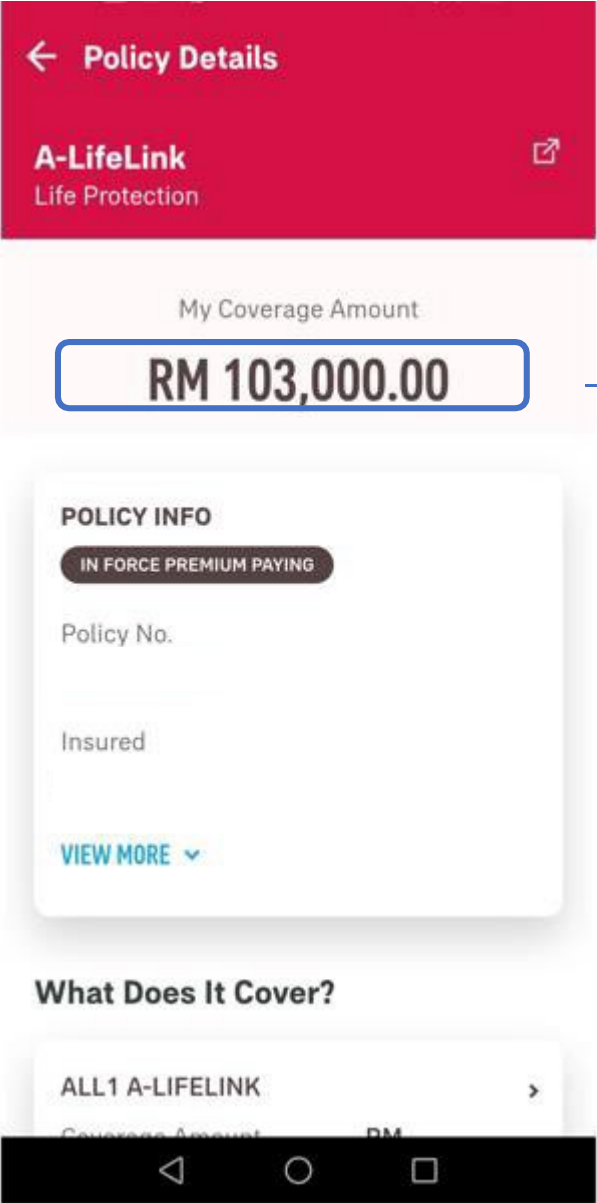 Policy Details
A-LifeLink
Life Protection
My Coverage Amount
RM 103,000.00
POLICY INFO
IN FORCE PREMIUM PAYING
Policy No.
Insured
VIEW MORE
What Does It Cover?
ALL1 A-LIFELINK
Coverage Amount RM